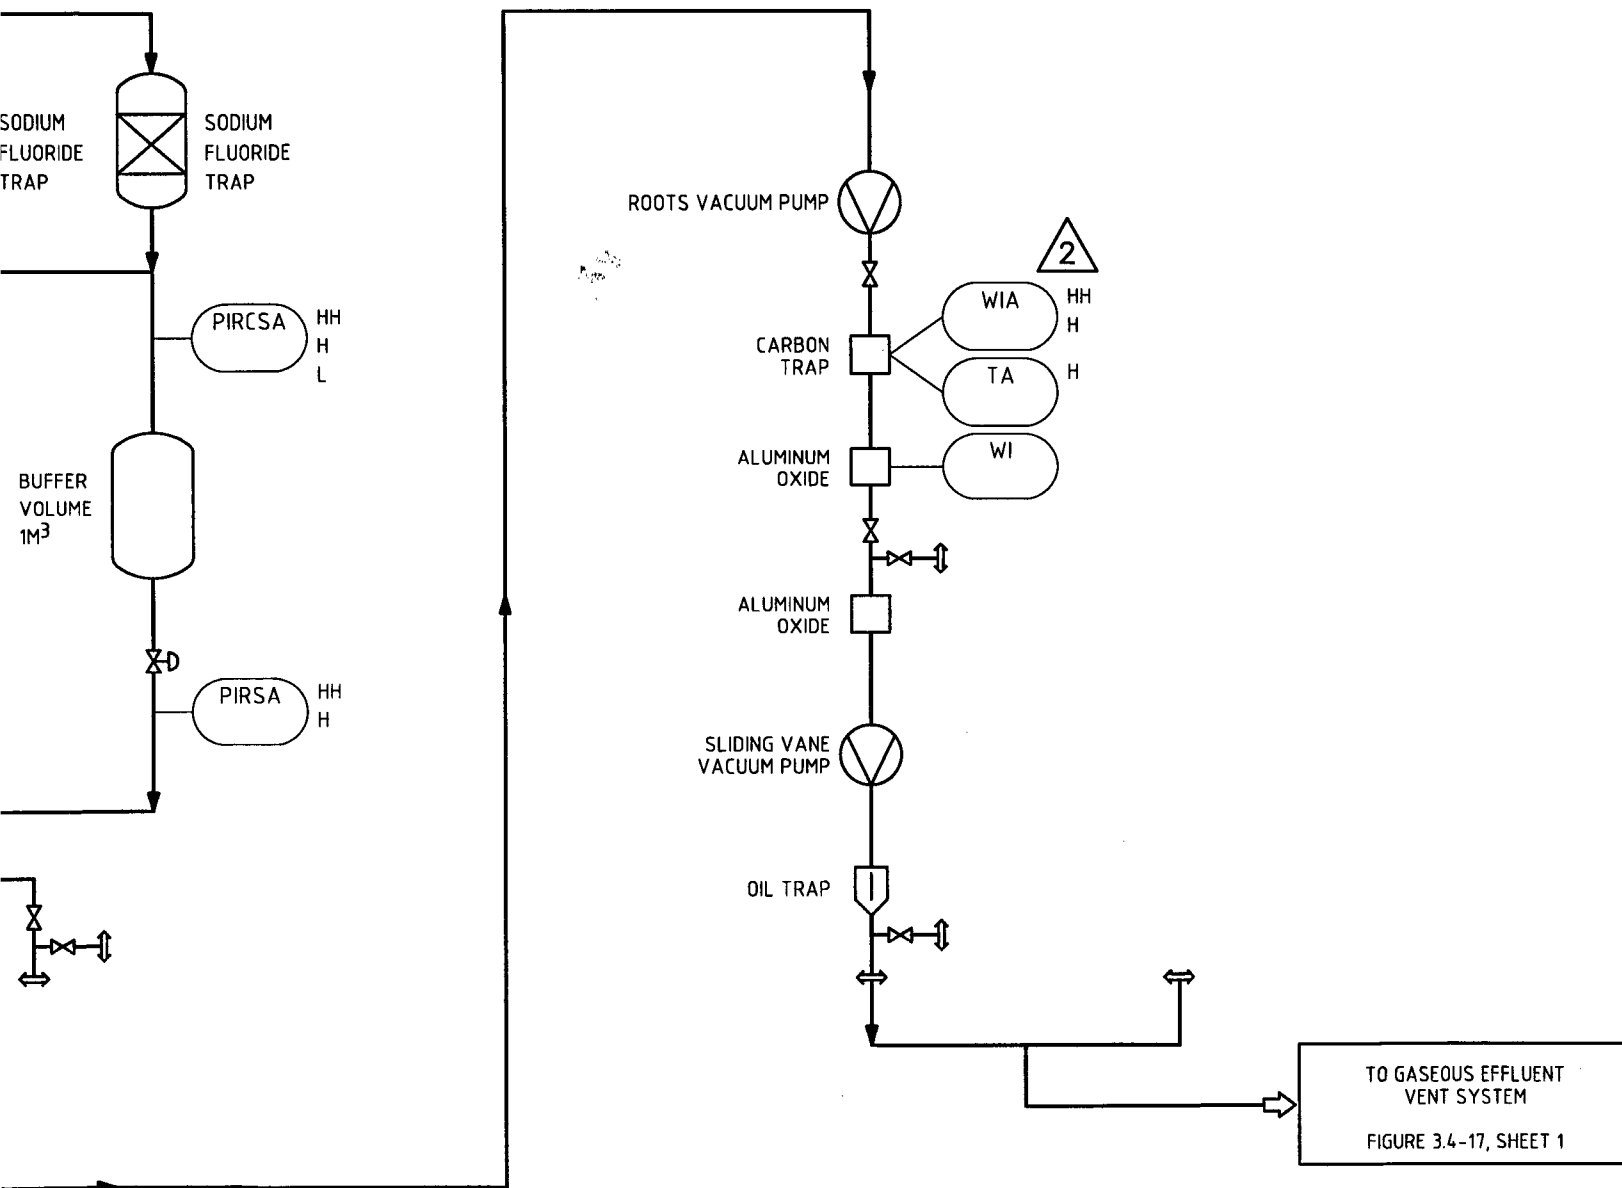 SODIUM
FLUORIDE
TRAP
SODIUM
FLUORIDE
TRAP
PIRCSA
HH
H
L
BUFFER
VOLUME
1M³
PIRSA
HH
H
ROOTS VACUUM PUMP
2
WIA
HH
H
CARBON
TRAP
TA
H
ALUMINUM
OXIDE
WI
ALUMINUM
OXIDE
SLIDING VANE
VACUUM PUMP
OIL TRAP
TO GASEOUS EFFLUENT
VENT SYSTEM
FIGURE 3.4-17, SHEET 1